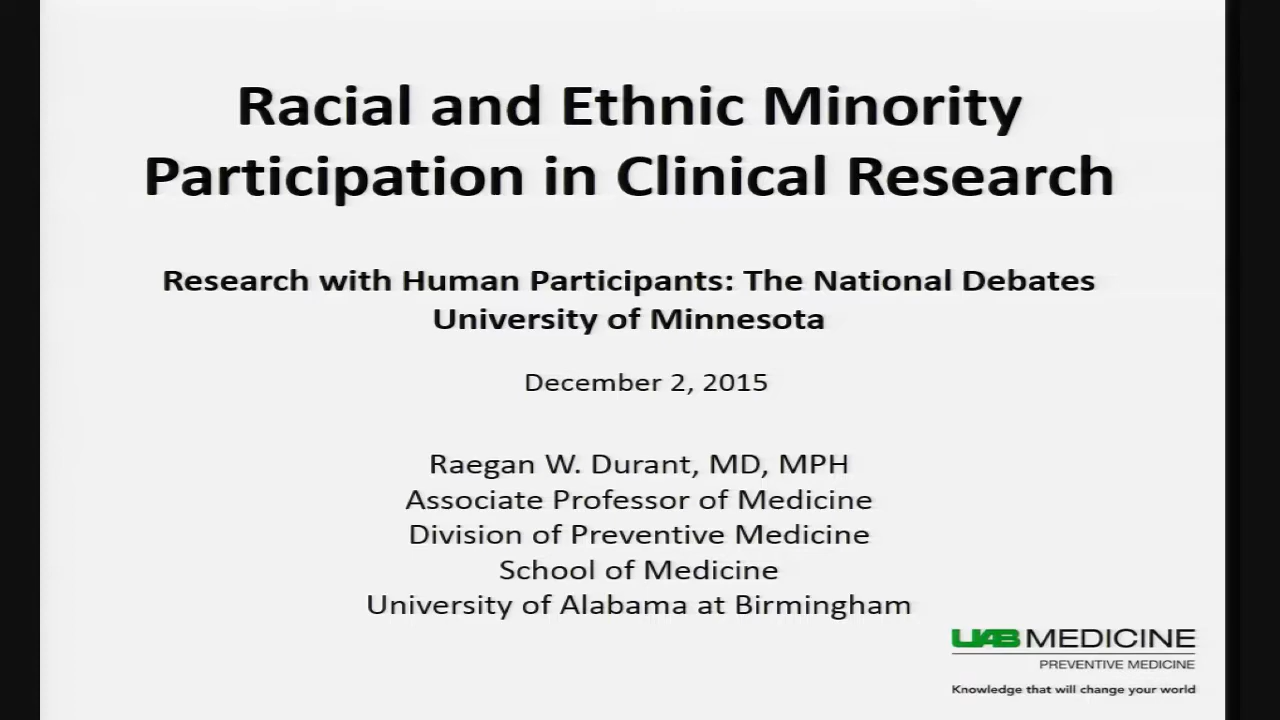 Racial and Ethnic Minority
Participation in Clinical Research
Research with Human Participants: The National Debates
University of Minnesota
December 2, 2015
Raegan W. Durant, MD, MPH
Associate Professor of Medicine
Division of Preventive Medicine
School of Medicine
University of Alabama at Birmingham
UAB MEDICINE
PREVENTIVE MEDICINE
Knowledge that will change your world